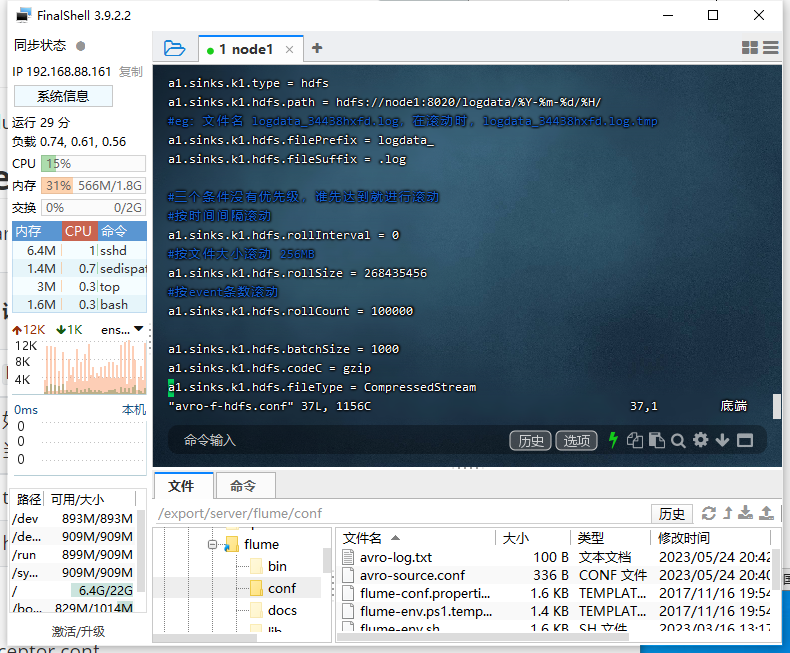 FinalShell 3.9.2.2
同步状态
IP 192.168.88.161 复制
系统信息
运行 29 分
负载 0.74, 0.61, 0.56
CPU 15%
内存 31% 566M/1.8G
交换 0% 0/2G
内存 CPU 命令
6.4M 1 sshd
1.4M 0.7 sedispat
3M 0.3 top
1.6M 0.3 bash
12K 1K ens...
12K
8K
4K
0ms 本机
0
0
0
路径 可用/大小
/dev 893M/893M
/de... 909M/909M
/run 899M/909M
/sy... 909M/909M
/ 6.4G/22G
/bo... 829M/1014M
激活/升级
1 node1
a1.sinks.k1.type = hdfs
a1.sinks.k1.hdfs.path = hdfs://node1:8020/logdata/%Y-%m-%d/%H/
#eg: 文件名 logdata_34438hxfd.log，在滚动时，logdata_34438hxfd.log.tmp
a1.sinks.k1.hdfs.filePrefix = logdata_
a1.sinks.k1.hdfs.fileSuffix = .log
#三个条件没有优先级，谁先达到就进行滚动
#按时间间隔滚动
a1.sinks.k1.hdfs.rollInterval = 0
#按文件大小滚动 256MB
a1.sinks.k1.hdfs.rollSize = 268435456
#按event条数滚动
a1.sinks.k1.hdfs.rollCount = 100000
a1.sinks.k1.hdfs.batchSize = 1000
a1.sinks.k1.hdfs.codeC = gzip
a1.sinks.k1.hdfs.fileType = CompressedStream
"avro-f-hdfs.conf" 37L, 1156C 37,1 底端
命令输入 历史 选项
文件 命令
/export/server/flume/conf 历史
flume
bin
conf
docs
lib
文件名 大小 类型 修改时间
avro-log.txt 100 B 文本文档 2023/05/24 20:42
avro-source.conf 336 B CONF 文件 2023/05/24 20:40
flume-conf.properti... 1.6 KB TEMPLAT... 2017/11/16 19:54
flume-env.ps1.temp... 1.4 KB TEMPLAT... 2017/11/16 19:54
flume-env.sh 1.6 KB SH 文件 2023/03/16 13:17
ceptor.conf